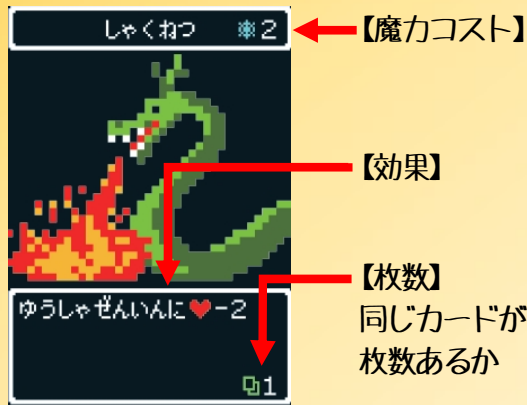 しゃくねつ 2
【魔力コスト】
【効果】
ゆうしゃぜんいんに❤-2
1
【枚数】
同じカードが
枚数あるか